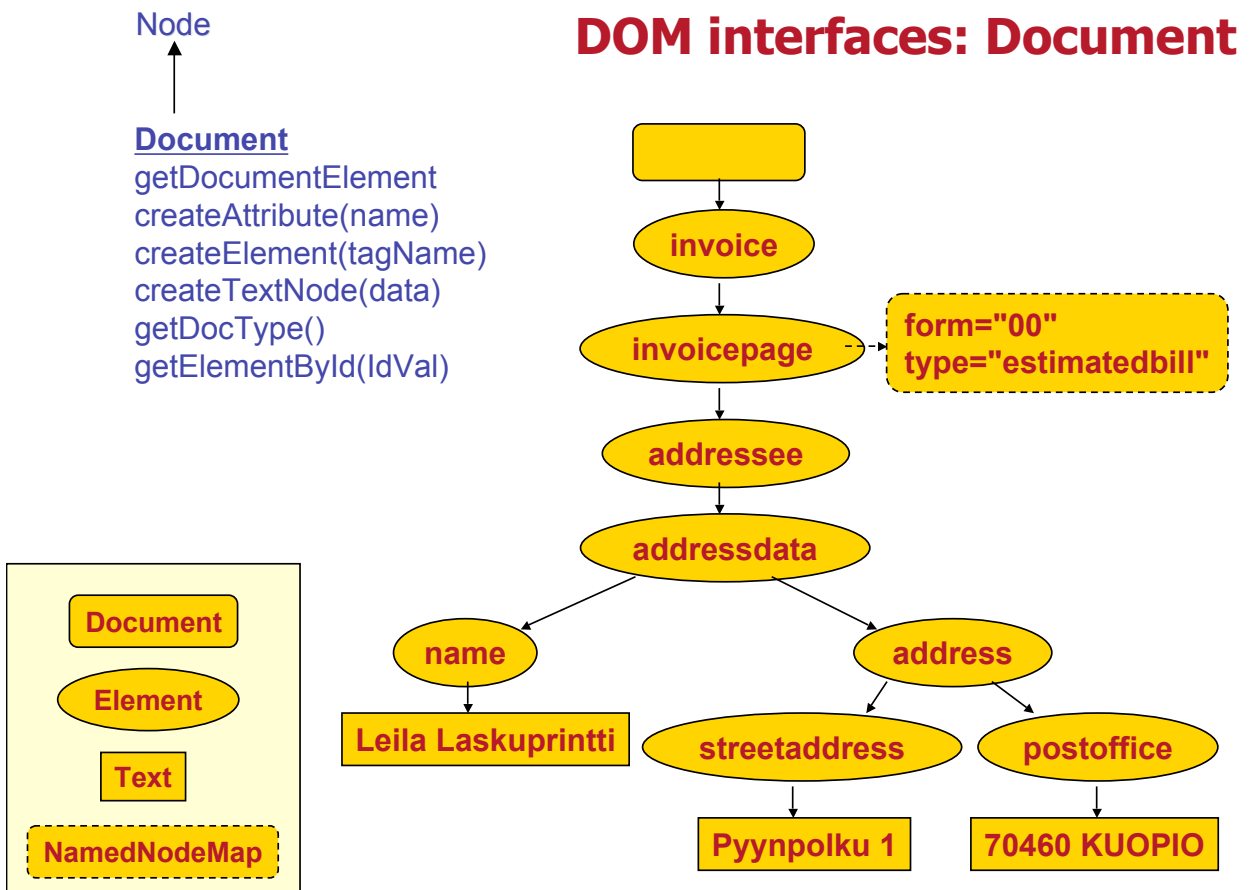 Node
DOM interfaces: Document
Document
getDocumentElement
createAttribute(name)
createElement(tagName)
createTextNode(data)
getDocType()
getElementById(IdVal)
invoice
invoicepage
form="00"
type="estimatedbill"
addressee
addressdata
name
address
Leila Laskuprintti
streetaddress
postoffice
Pyynpolku 1
70460 KUOPIO
Document
Element
Text
NamedNodeMap